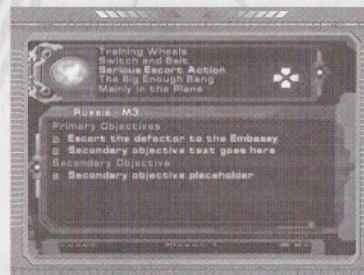 Training Wheels
Switch and Bait
Serious Escort Action
The Big Enough Bang
Mainly in the Plane
Russia - M3
Primary Objectives
Escort the defector to the Embassy
Secondary objective text goes here
Secondary Objective
Secondary objective placeholder